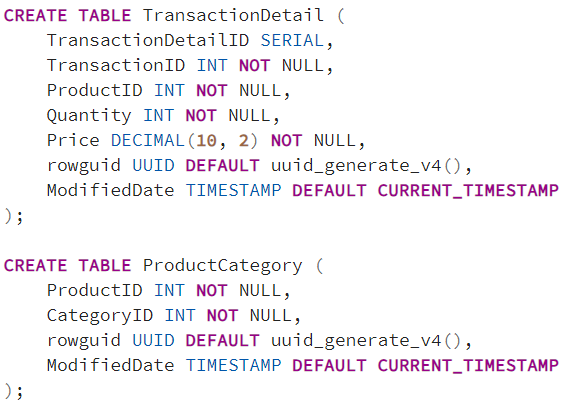 CREATE TABLE TransactionDetail (
    TransactionDetailID SERIAL,
    TransactionID INT NOT NULL,
    ProductID INT NOT NULL,
    Quantity INT NOT NULL,
    Price DECIMAL(10, 2) NOT NULL,
    rowguid UUID DEFAULT uuid_generate_v4(),
    ModifiedDate TIMESTAMP DEFAULT CURRENT_TIMESTAMP
);

CREATE TABLE ProductCategory (
    ProductID INT NOT NULL,
    CategoryID INT NOT NULL,
    rowguid UUID DEFAULT uuid_generate_v4(),
    ModifiedDate TIMESTAMP DEFAULT CURRENT_TIMESTAMP
);